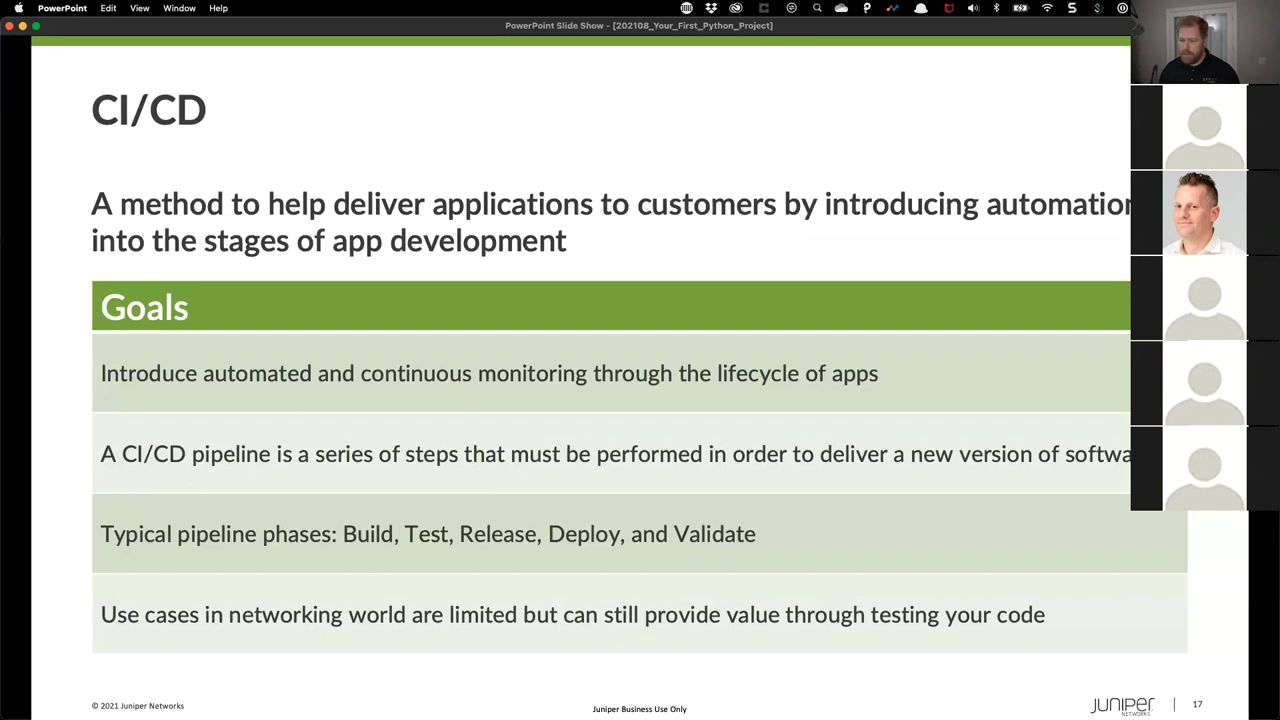 PowerPoint Edit View Window Help
PowerPoint Slide Show - [202108_Your_First_Python_Project]
CI/CD
A method to help deliver applications to customers by introducing automation
into the stages of app development
Goals
Introduce automated and continuous monitoring through the lifecycle of apps
A CI/CD pipeline is a series of steps that must be performed in order to deliver a new version of softwa
Typical pipeline phases: Build, Test, Release, Deploy, and Validate
Use cases in networking world are limited but can still provide value through testing your code
© 2021 Juniper Networks
Juniper Business Use Only
JUNIPER
NETWORKS
17